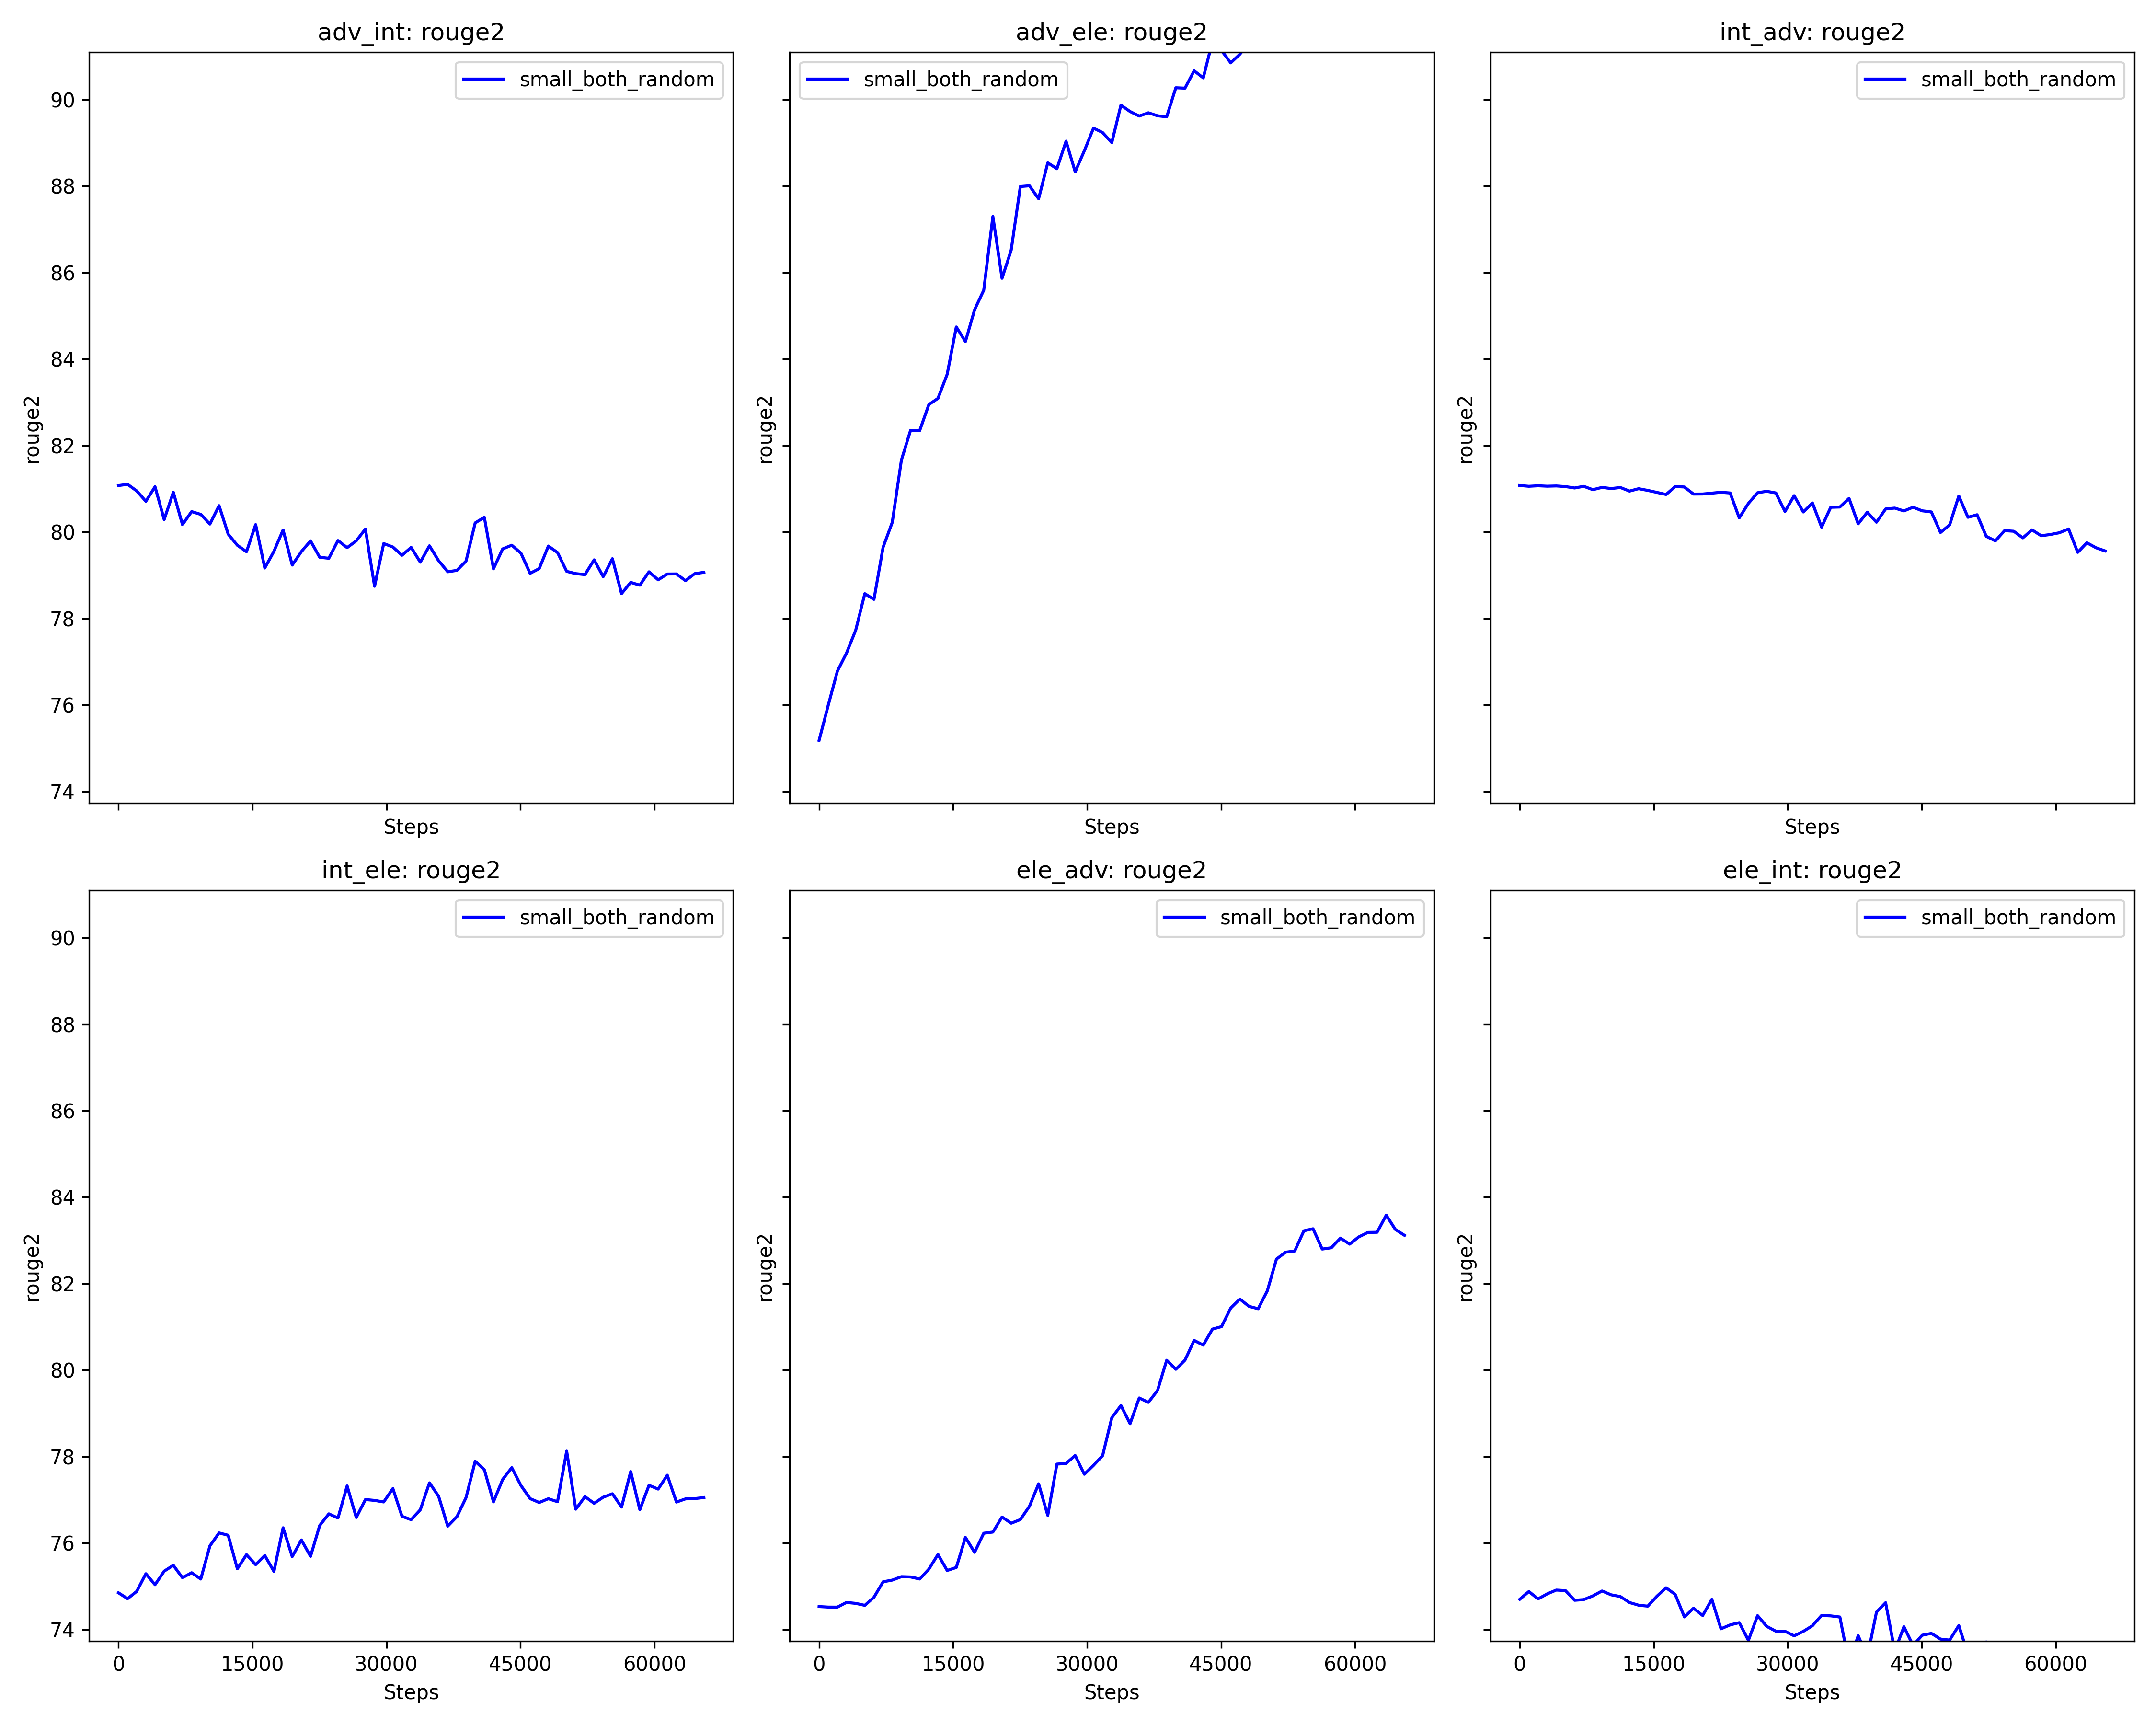 adv_int: rouge2
small_both_random
90
88
86
84
82
80
78
76
74
rouge2
Steps
adv_ele: rouge2
small_both_random
rouge2
Steps
int_adv: rouge2
small_both_random
rouge2
Steps
int_ele: rouge2
small_both_random
90
88
86
84
82
80
78
76
74
rouge2
0 15000 30000 45000 60000
Steps
ele_adv: rouge2
small_both_random
rouge2
0 15000 30000 45000 60000
Steps
ele_int: rouge2
small_both_random
rouge2
0 15000 30000 45000 60000
Steps